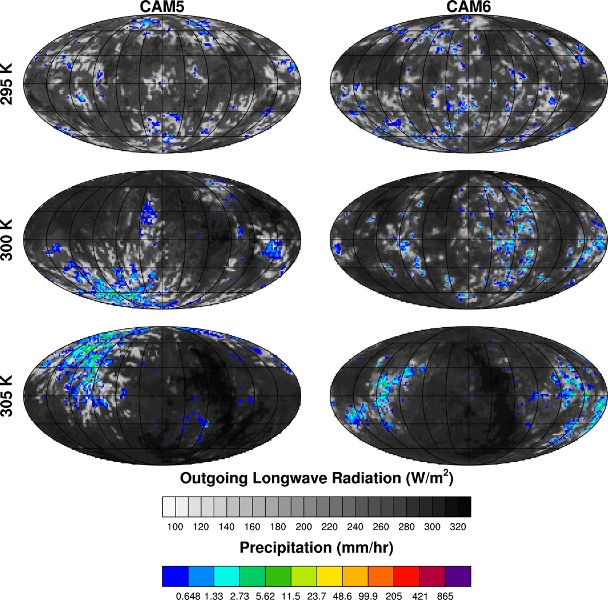 CAM5 CAM6
295 K
300 K
305 K
Outgoing Longwave Radiation (W/m²)
100 120 140 160 180 200 220 240 260 280 300 320
Precipitation (mm/hr)
0.648 1.33 2.73 5.62 11.5 23.7 48.6 99.9 205 421 865